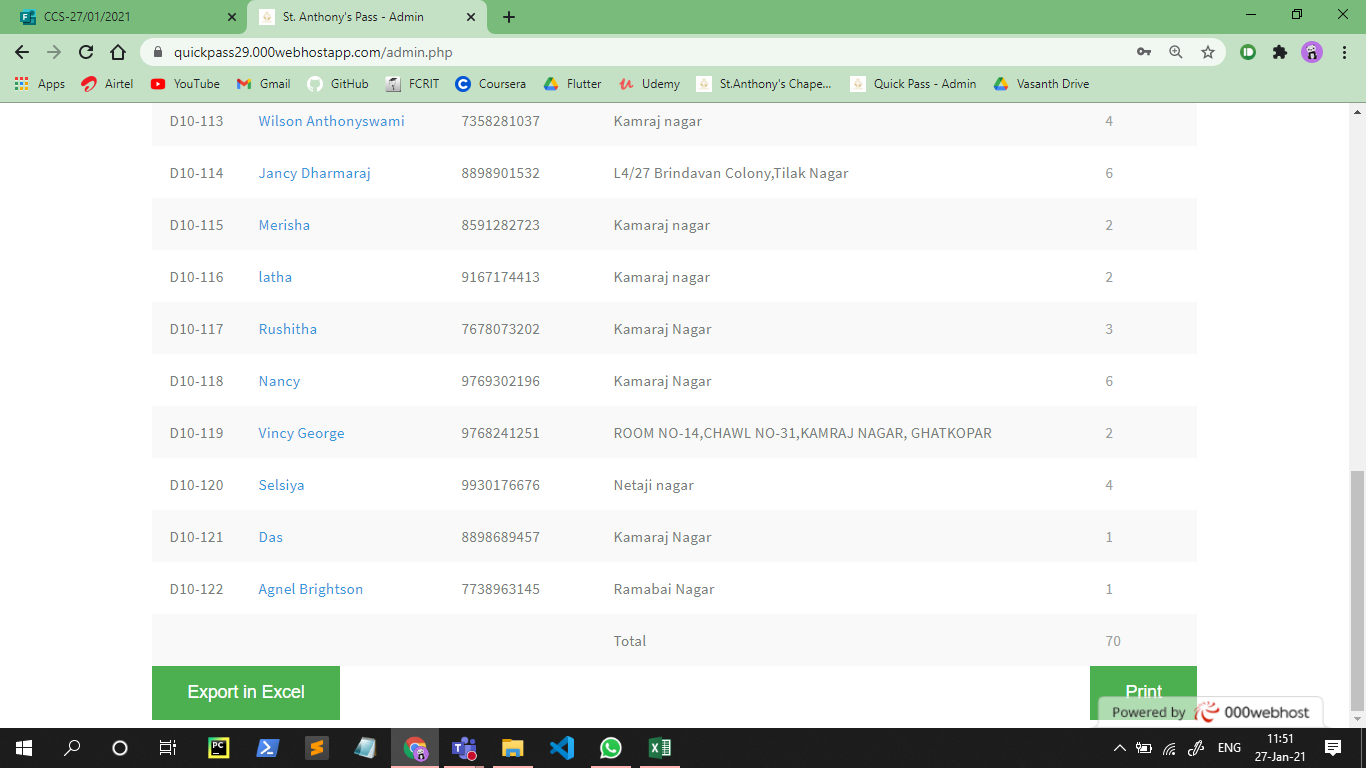 CCS-27/01/2021
St. Anthony's Pass - Admin
quickpass29.000webhostapp.com/admin.php
Apps Airtel YouTube Gmail GitHub FCRIT Coursera Flutter Udemy St.Anthony's Chape... Quick Pass - Admin Vasanth Drive
D10-113 Wilson Anthonyswami 7358281037 Kamraj nagar 4
D10-114 Jancy Dharmaraj 8898901532 L4/27 Brindavan Colony,Tilak Nagar 6
D10-115 Merisha 8591282723 Kamaraj nagar 2
D10-116 latha 9167174413 Kamaraj nagar 2
D10-117 Rushitha 7678073202 Kamaraj Nagar 3
D10-118 Nancy 9769302196 Kamaraj Nagar 6
D10-119 Vincy George 9768241251 ROOM NO-14,CHAWL NO-31,KAMRAJ NAGAR, GHATKOPAR 2
D10-120 Selsiya 9930176676 Netaji nagar 4
D10-121 Das 8898689457 Kamaraj Nagar 1
D10-122 Agnel Brightson 7738963145 Ramabai Nagar 1
Total 70
Export in Excel Print
Powered by 000webhost
PC
ENG
11:51
27-Jan-21